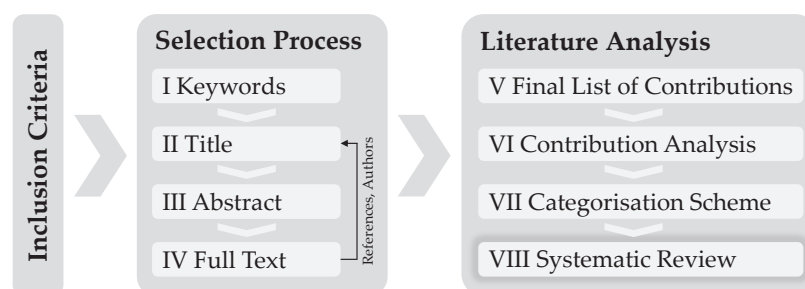 Inclusion Criteria
Selection Process
I Keywords
II Title
III Abstract
IV Full Text
References, Authors
Literature Analysis
V Final List of Contributions
VI Contribution Analysis
VII Categorisation Scheme
VIII Systematic Review